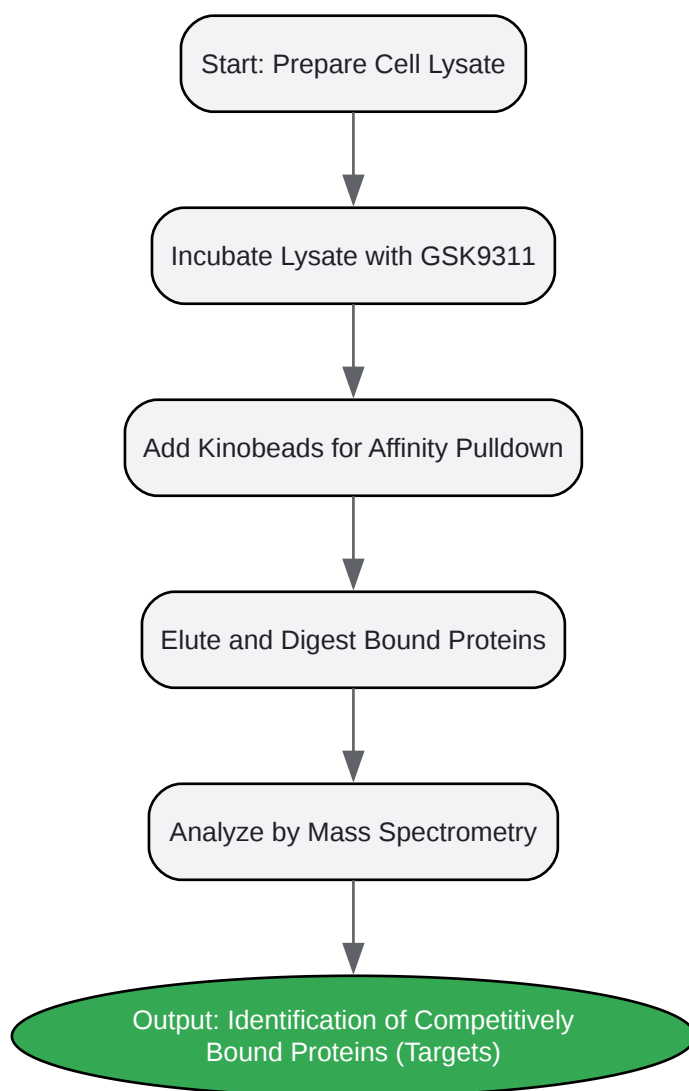 Start: Prepare Cell Lysate
Incubate Lysate with GSK9311
Add Kinobeads for Affinity Pulldown
Elute and Digest Bound Proteins
Analyze by Mass Spectrometry
Output: Identification of Competitively
Bound Proteins (Targets)